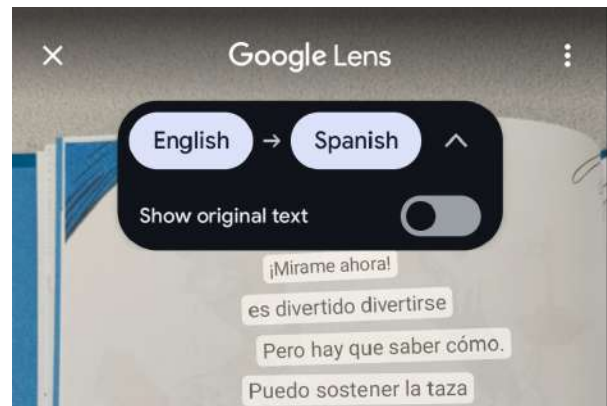 Google Lens
English → Spanish
Show original text
¡Mirame ahora!
es divertido divertirse
Pero hay que saber cómo.
Puedo sostener la taza